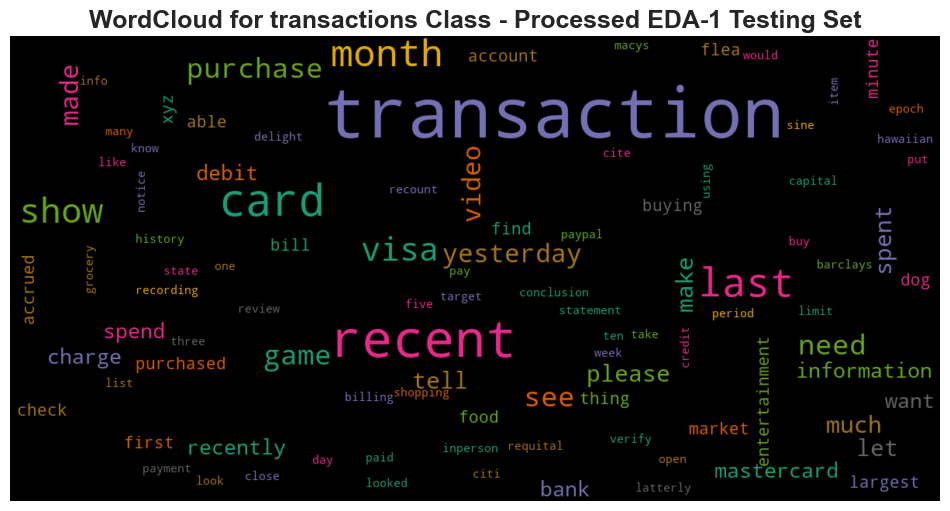 WordCloud for transactions Class - Processed EDA-1 Testing Set
month
account
macys
flea
would
minute
made
info
purchase
transaction
item
epoch
xyz
able
many
know
delight
sine
hawaiian
like
debit
video
cite
put
notice
card
recount
using
capital
show
buying
spent
history
bill
visa
yesterday
find
paypal
buy
accrued
grocery
state
one
pay
make
last
barclays
dog
recording
review
five
target
conclusion
statement
period
limit
spend
three
recent
ten
take
week
credit
need
charge
purchased
game
tell
please
entertainment
information
list
billing
shopping
see
thing
want
check
food
market
much
first
recently
inperson
requital
verify
let
payment
look
close
day
paid
looked
citi
bank
open
latterly
mastercard
largest